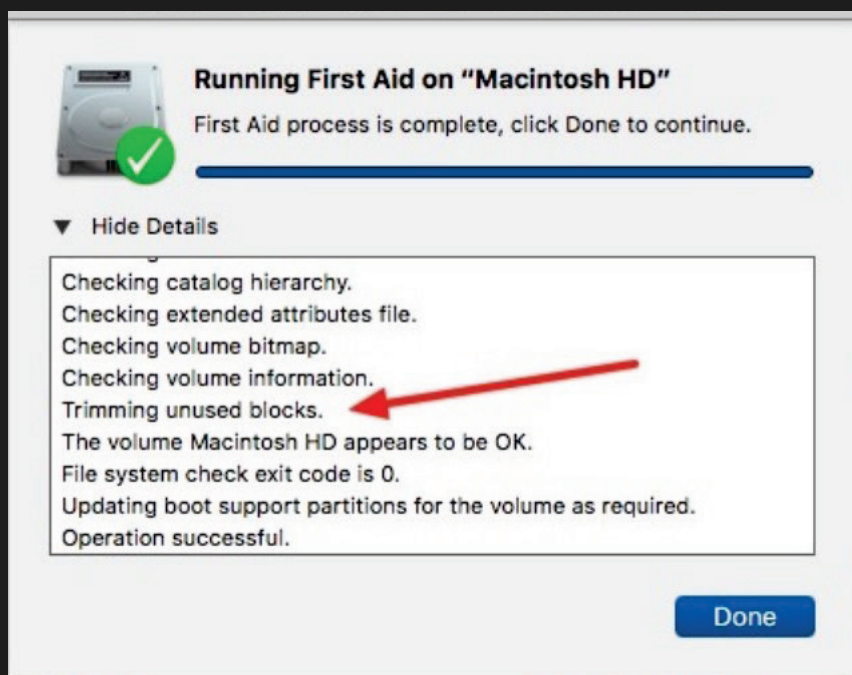 Running First Aid on “Macintosh HD”
First Aid process is complete, click Done to continue.
Hide Details
Checking catalog hierarchy.
Checking extended attributes file.
Checking volume bitmap.
Checking volume information.
Trimming unused blocks.
The volume Macintosh HD appears to be OK.
File system check exit code is 0.
Updating boot support partitions for the volume as required.
Operation successful.
Done